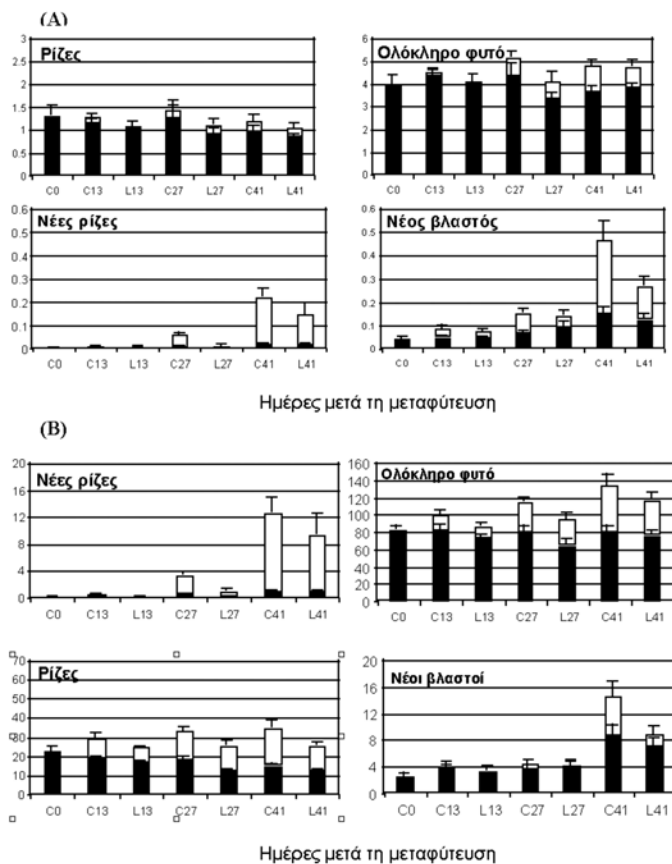 (A)
Ρίζες
3
2.5
2
1.5
1
0.5
0
C0 C13 L13 C27 L27 C41 L41
Ολόκληρο φυτό
6
5
4
3
2
1
0
C0 C13 L13 C27 L27 C41 L41
Νέες ρίζες
0.6
0.5
0.4
0.3
0.2
0.1
0
C0 C13 L13 C27 L27 C41 L41
Νέος βλαστός
0.6
0.5
0.4
0.3
0.2
0.1
0
C0 C13 L13 C27 L27 C41 L41
Ημέρες μετά τη μεταφύτευση
(B)
Νέες ρίζες
20
16
12
8
4
0
C0 C13 L13 C27 L27 C41 L41
Ολόκληρο φυτό
160
140
120
100
80
60
40
20
0
C0 C13 L13 C27 L27 C41 L41
Ρίζες
70
60
50
40
30
20
10
0
C0 C13 L13 C27 L27 C41 L41
Νέοι βλαστοί
20
16
12
8
4
0
C0 C13 L13 C27 L27 C41 L41
Ημέρες μετά τη μεταφύτευση